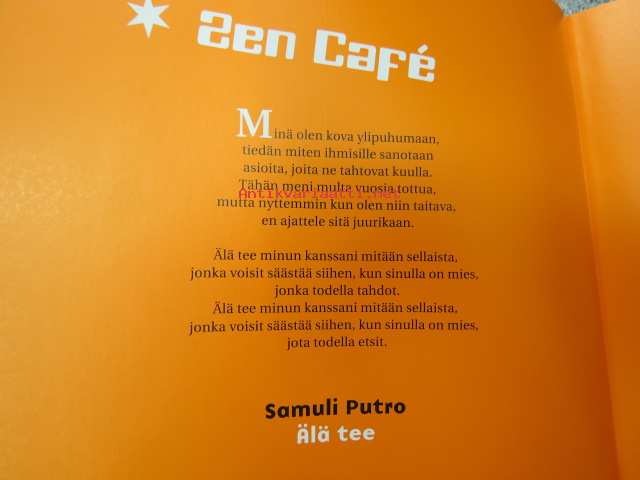 Zen Café
Minä olen kova ylipuhumaan,
tiedän miten ihmisille sanotaan
asioita, joita ne tahtovat kuulla.
Tähän meni multa vuosia tottua,
Antikvariaatti.net
mutta nyttemmin kun olen niin taitava,
en ajattele sitä juurikaan.
Älä tee minun kanssani mitään sellaista,
jonka voisit säästää siihen, kun sinulla on mies,
jonka todella tahdot.
Älä tee minun kanssani mitään sellaista,
jonka voisit säästää siihen, kun sinulla on mies,
jota todella etsit.
Samuli Putro
Älä tee